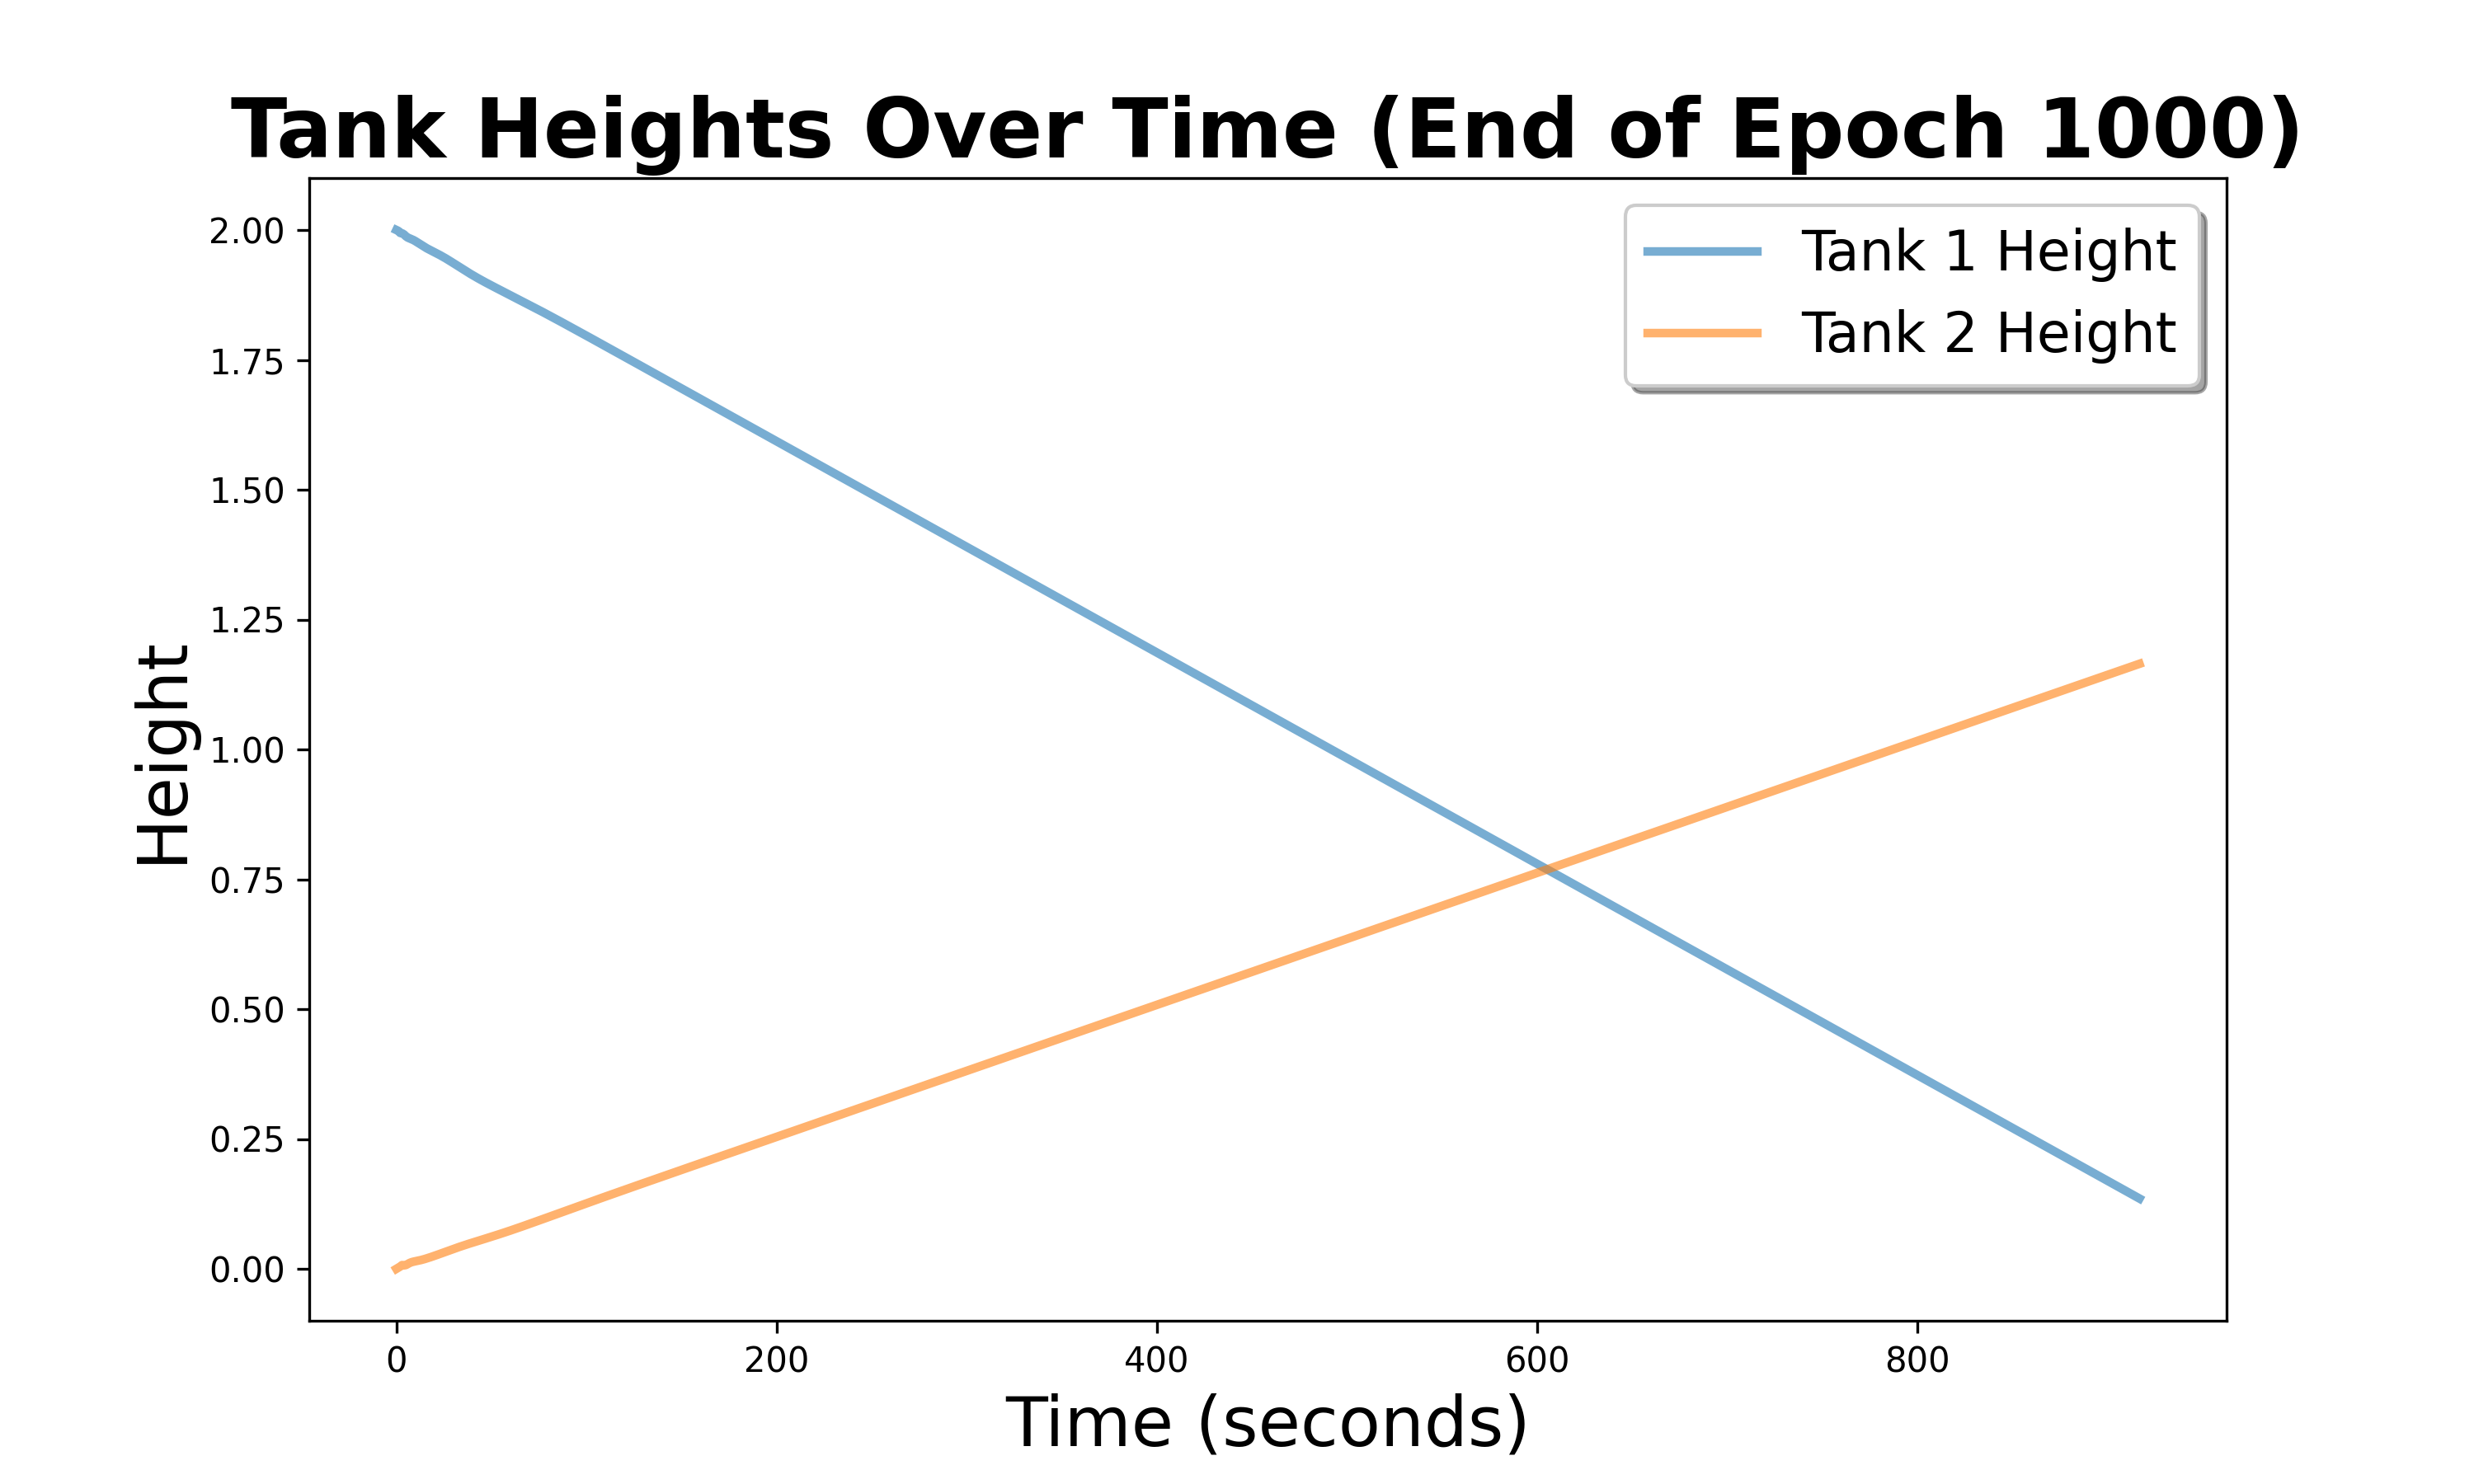 Tank Heights Over Time (End of Epoch 1000)
Tank 1 Height
Tank 2 Height
Height
2.00
1.75
1.50
1.25
1.00
0.75
0.50
0.25
0.00
0 200 400 600 800
Time (seconds)